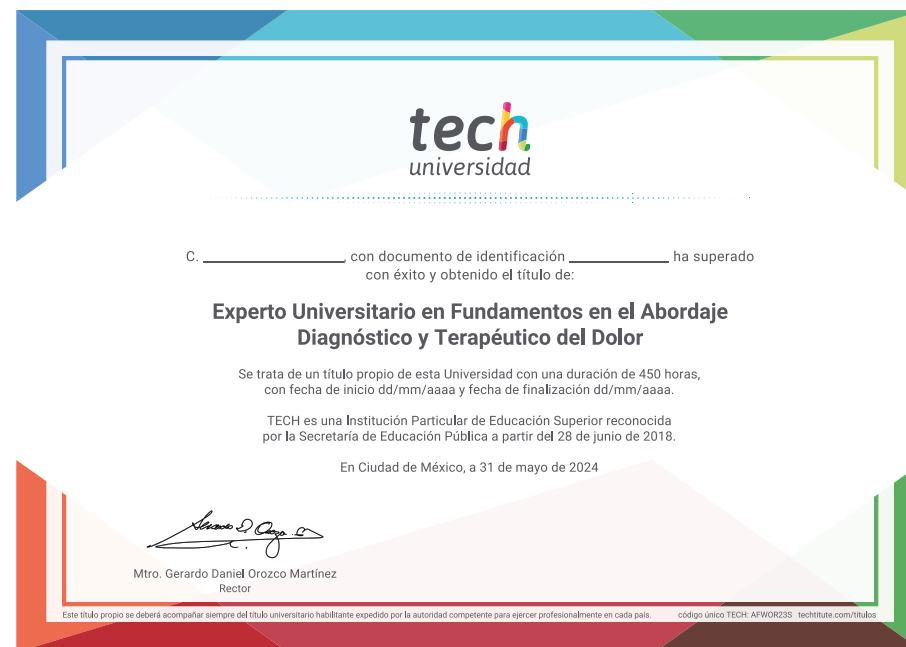 tech
universidad
C. ____________________, con documento de identificación ______________ ha superado
con éxito y obtenido el título de:
Experto Universitario en Fundamentos en el Abordaje
Diagnóstico y Terapéutico del Dolor
Se trata de un título propio de esta Universidad con una duración de 450 horas,
con fecha de inicio dd/mm/aaaa y fecha de finalización dd/mm/aaaa.
TECH es una Institución Particular de Educación Superior reconocida
por la Secretaría de Educación Pública a partir del 28 de junio de 2018.
En Ciudad de México, a 31 de mayo de 2024
Mtro. Gerardo Daniel Orozco Martínez
Rector
Este título propio se deberá acompañar siempre del título universitario habilitante expedido por la autoridad competente para ejercer profesionalmente en cada país. código único TECH: AFWOR23S techtitute.com/titulos